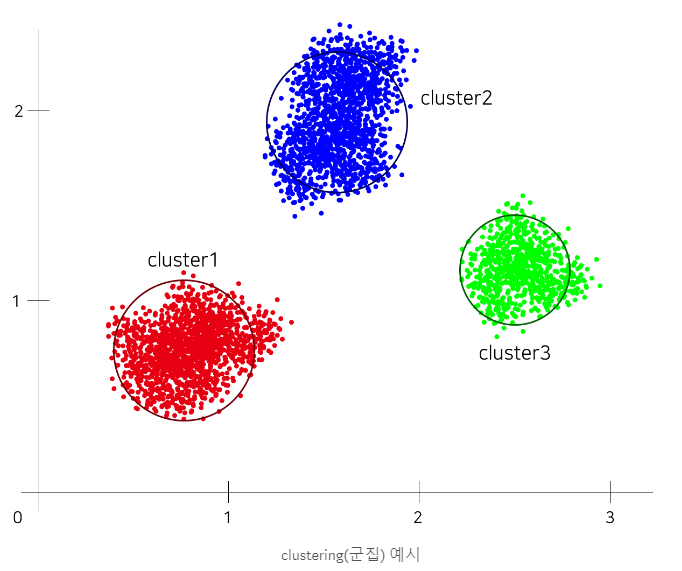 cluster2
2
cluster1
1
cluster3
0 1 2 3
clustering(군집) 예시